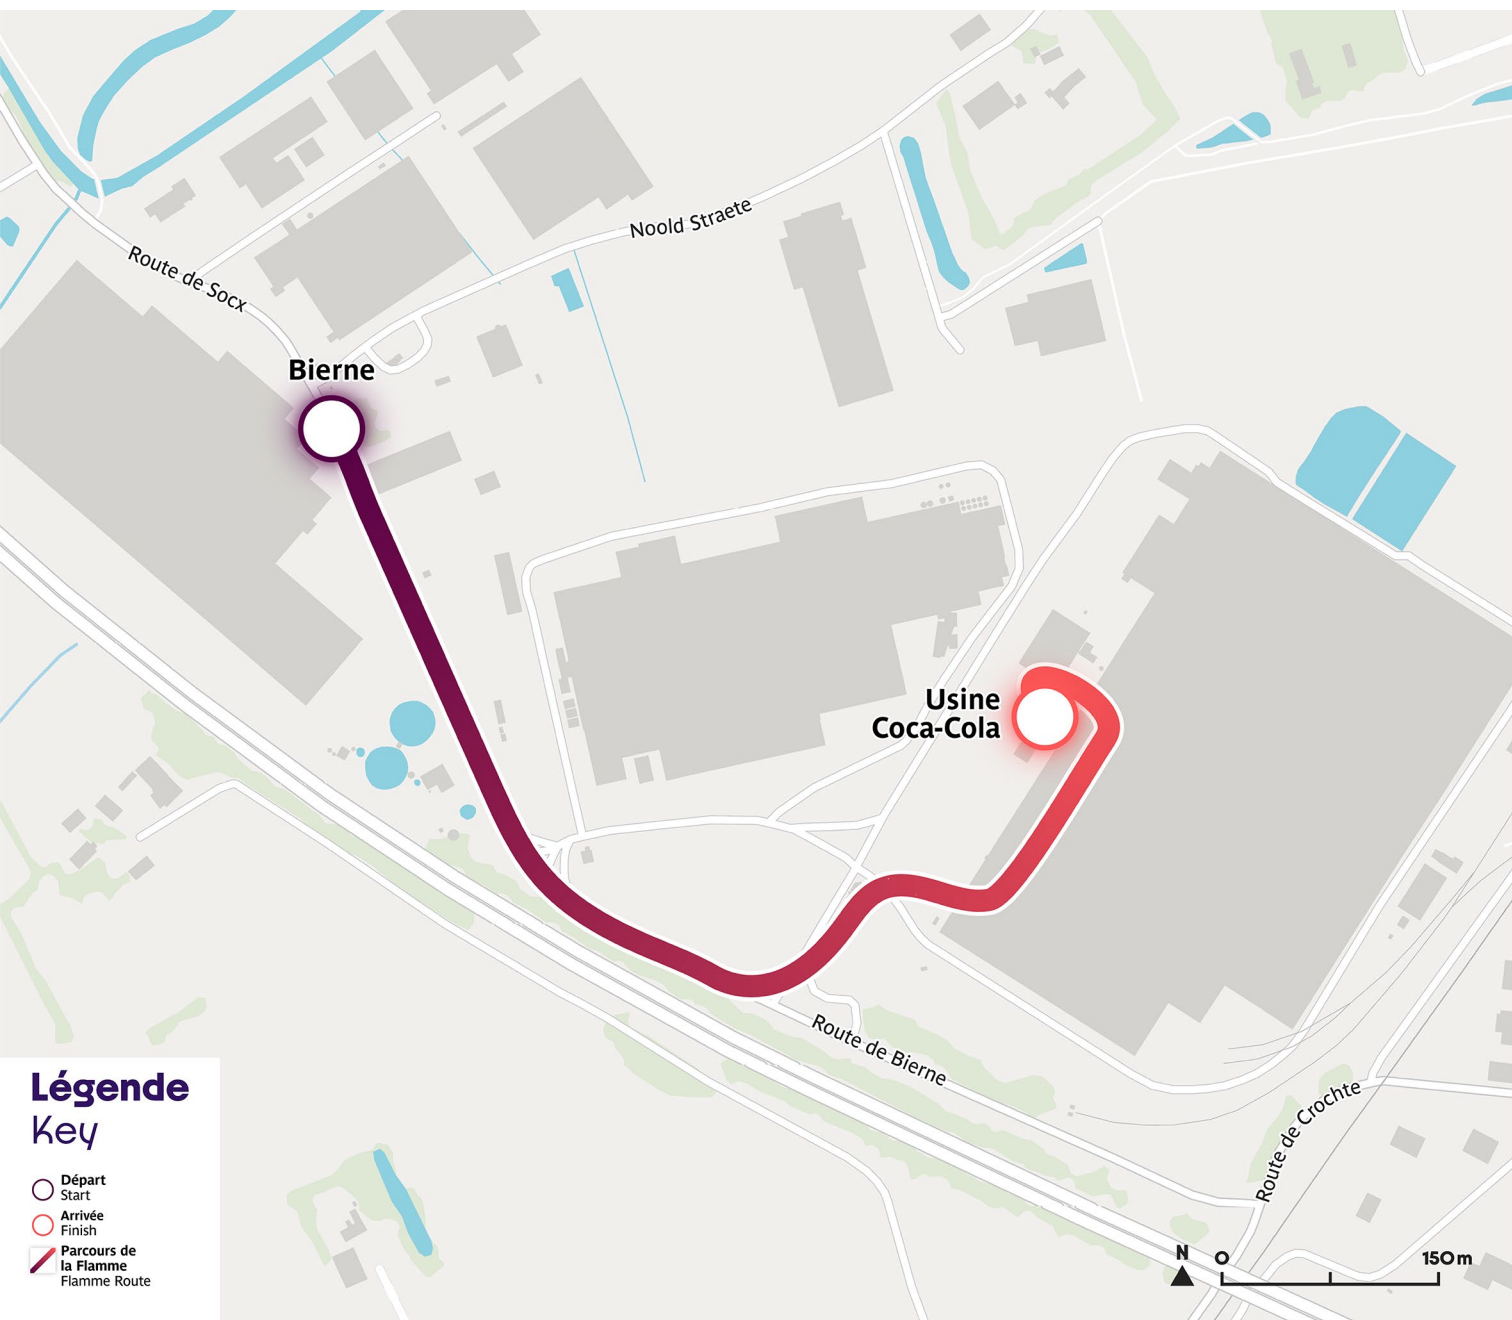 Noold Straete
Route de Socx
Bierne
Usine
Coca-Cola
Route de Bierne
Route de Crochte
Légende
Key
Départ
Start
Arrivée
Finish
Parcours de
la Flamme
Flamme Route
N 0 150 m